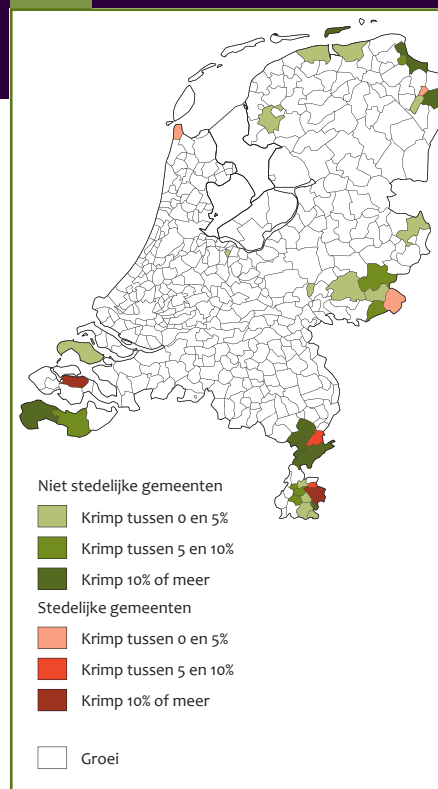 Niet stedelijke gemeenten
Krimp tussen 0 en 5%
Krimp tussen 5 en 10%
Krimp 10% of meer
Stedelijke gemeenten
Krimp tussen 0 en 5%
Krimp tussen 5 en 10%
Krimp 10% of meer
Groei